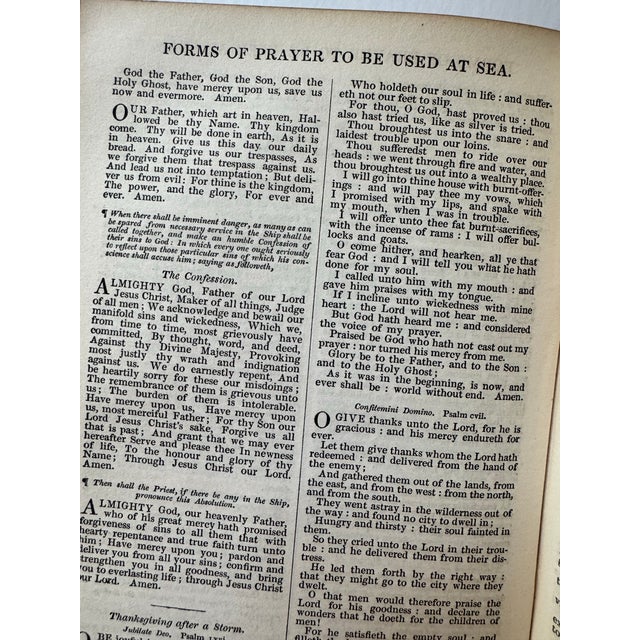 FORMS OF PRAYER TO BE USED AT SEA.
God the Father, God the Son, God the
Holy Ghost, have mercy upon us, save us
now and evermore. Amen.
OUR Father, which art in heaven, Hal-
lowed be thy Name. Thy kingdom
come. Thy will be done in earth, As it is
in heaven. Give us this day our daily
bread. And forgive us our trespasses, As
we forgive them that trespass against us.
And lead us not into temptation; But deli-
ver us from evil: For thine is the kingdom,
The power, and the glory, For ever and
ever. Amen.
¶ When there shall be imminent danger, as many as can
be spared from necessary service in the Ship shall be
called together, and make an humble Confession of
their sins to God: In which every one ought seriously
to reflect upon those particular sins of which his con-
science shall accuse him; saying as followeth,
The Confession.
ALMIGHTY God, Father of our Lord
Jesus Christ, Maker of all things, Judge
of all men; We acknowledge and bewail our
manifold sins and wickedness, Which we,
from time to time, most grievously have
committed, By thought, word, and deed,
Against thy Divine Majesty, Provoking
most justly thy wrath and indignation
against us. We do earnestly repent, And
be heartily sorry for these our misdoings;
The remembrance of them is grievous unto
us; The burden of them is intolerable.
Have mercy upon us, Have mercy upon
us, most merciful Father; For thy Son our
Lord Jesus Christ's sake, Forgive us all
that is past; And grant that we may ever
hereafter Serve and please thee In newness
of life, To the honour and glory of thy
Name; Through Jesus Christ our Lord.
Amen.
¶ Then shall the Priest, if there be any in the Ship,
pronounce this Absolution.
ALMIGHTY God, our heavenly Father,
who of his great mercy hath promised
forgiveness of sins to all them that with
hearty repentance and true faith turn unto
him; Have mercy upon you; pardon and
deliver you from all your sins; confirm and
strengthen you in all goodness, and bring
you to everlasting life; through Jesus Christ
our Lord. Amen.
Thanksgiving after a Storm.
Jubilate Deo. Psalm lxvi.
Who holdeth our soul in life: and suffer-
eth not our feet to slip.
For thou, O God, hast proved us: thou
also hast tried us, like as silver is tried.
Thou broughtest us into the snare: and
laidest trouble upon our loins.
Thou sufferedst men to ride over our
heads: we went through fire and water, and
thou broughtest us out into a wealthy place.
I will go into thine house with burnt-offer-
ings: and will pay thee my vows, which
I promised with my lips, and spake with
my mouth, when I was in trouble.
I will offer unto thee fat burnt-sacrifices,
with the incense of rams: I will offer bul-
locks and goats.
O come hither, and hearken, all ye that
fear God: and I will tell you what he hath
done for my soul.
I called unto him with my mouth: and
gave him praises with my tongue.
If I incline unto wickedness with mine
heart: the Lord will not hear me.
But God hath heard me: and considered
the voice of my prayer.
Praised be God who hath not cast out my
prayer: nor turned his mercy from me.
Glory be to the Father, and to the Son:
and to the Holy Ghost;
As it was in the beginning, is now, and
ever shall be: world without end. Amen.
Confitemini Domino. Psalm cvii.
O GIVE thanks unto the Lord, for he is
gracious: and his mercy endureth for
ever.
Let them give thanks whom the Lord hath
redeemed: and delivered from the hand of
the enemy;
And gathered them out of the lands, from
the east, and from the west: from the north,
and from the south.
They went astray in the wilderness out of
the way: and found no city to dwell in;
Hungry and thirsty: their soul fainted in
them.
So they cried unto the Lord in their trou-
ble: and he delivered them from their dis-
tress.
He led them forth by the right way:
that they might go to the city where they
dwelt.
O that men would therefore praise the
Lord for his goodness: and declare the
wonders that he doeth for the children of
men!
For he satisfieth the empty soul: and